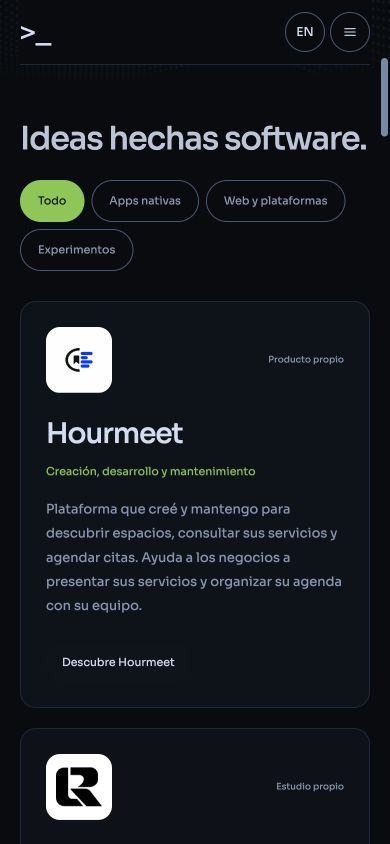 >_
EN
Ideas hechas software.
Todo
Apps nativas
Web y plataformas
Experimentos
Producto propio
Hourmeet
Creación, desarrollo y mantenimiento
Plataforma que creé y mantengo para
descubrir espacios, consultar sus servicios y
agendar citas. Ayuda a los negocios a
presentar sus servicios y organizar su agenda
con su equipo.
Descubre Hourmeet
Estudio propio